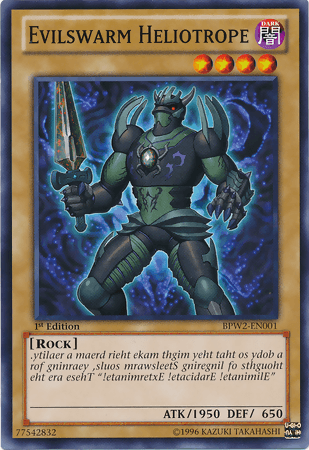 EVILSWARM HELIOTROPE
DARK
闇
1st Edition
BPW2-EN001
[ROCK]
.ytilaer a maerd rieht ekam thgim yeht taht os ydob a
rof gninraey ,sluos mrawsleetS gniregnil fo sthguoht
eht era esehT "!etanimretxE !etacidarE !etanimilE"
ATK/1950 DEF/ 650
77542832
©1996 KAZUKI TAKAHASHI